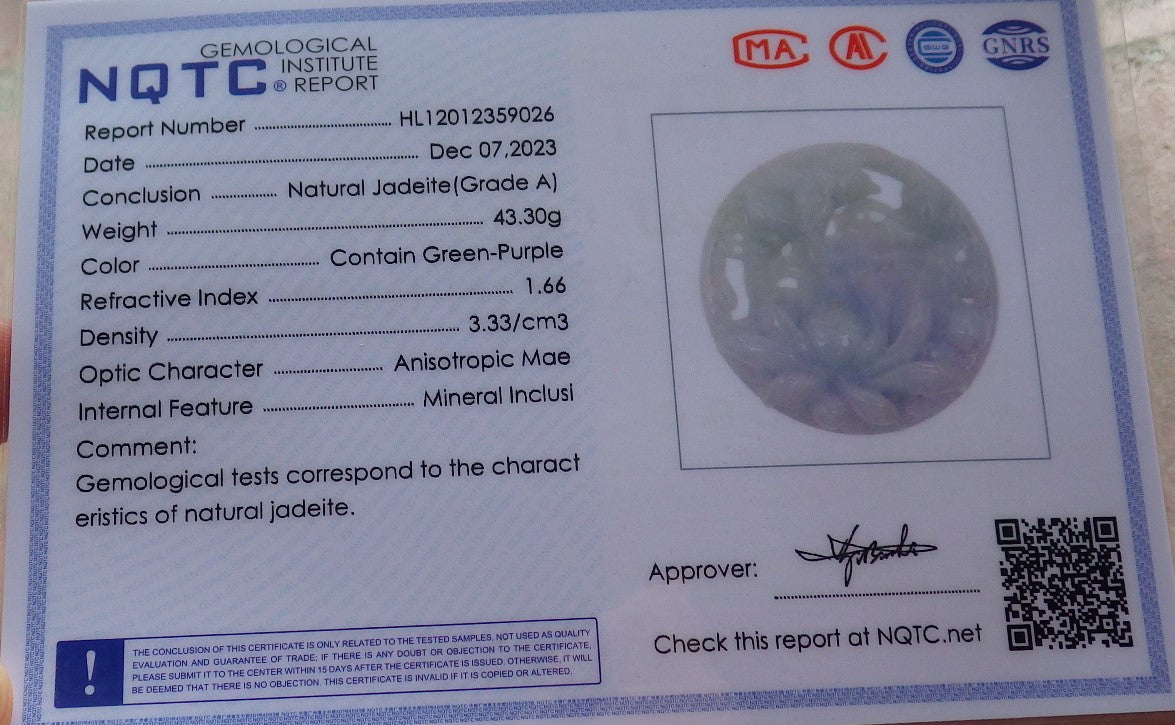 GEMOLOGICAL
NQTC® INSTITUTE
REPORT
MA
GNRS
Report Number HL12012359026
Date Dec 07,2023
Conclusion Natural Jadeite(Grade A)
Weight 43.30g
Color Contain Green-Purple
Refractive Index 1.66
Density 3.33/cm3
Optic Character Anisotropic Mae
Internal Feature Mineral Inclusi
Comment:
Gemological tests correspond to the charact
eristics of natural jadeite.
Approver:
Check this report at NQTC.net
! THE CONCLUSION OF THIS CERTIFICATE IS ONLY RELATED TO THE TESTED SAMPLES, NOT USED AS QUALITY
EVALUATION AND GUARANTEE OF TRADE; IF THERE IS ANY DOUBT OR OBJECTION TO THE CERTIFICATE,
PLEASE SUBMIT IT TO THE CENTER WITHIN 15 DAYS AFTER THE CERTIFICATE IS ISSUED. OTHERWISE, IT WILL
BE DEEMED THAT THERE IS NO OBJECTION. THIS CERTIFICATE IS INVALID IF IT IS COPIED OR ALTERED.